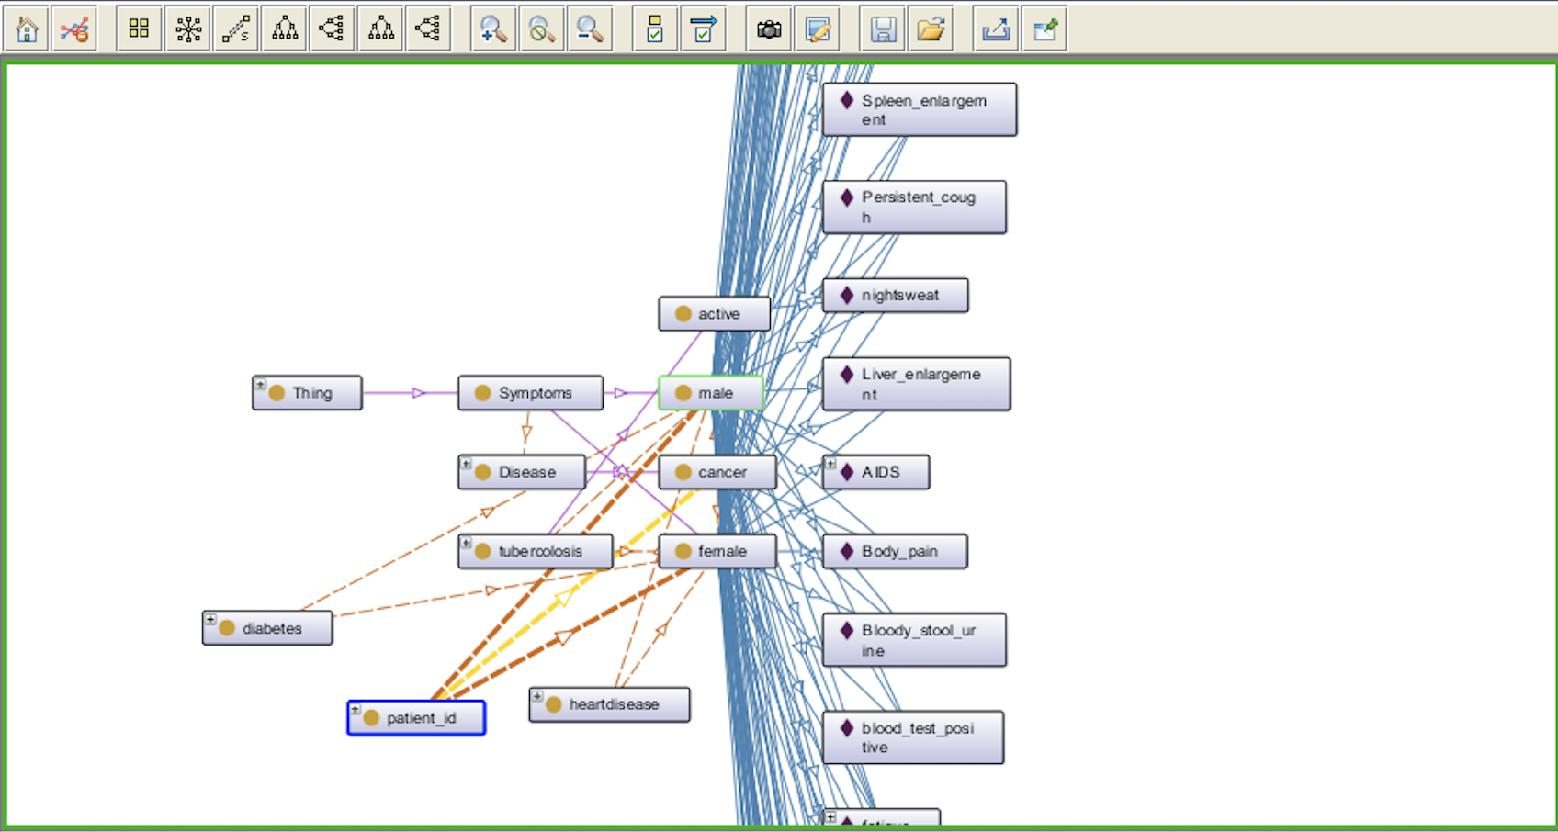 Spleen_enlargem
ent
Persistent_coug
h
nightsweat
active
Liver_enlargeme
nt
Thing
Symptoms
male
Disease
cancer
AIDS
tubercolosis
female
Body_pain
diabetes
Bloody_stool_ur
ine
heartdisease
patient_id
blood_test_posi
tive